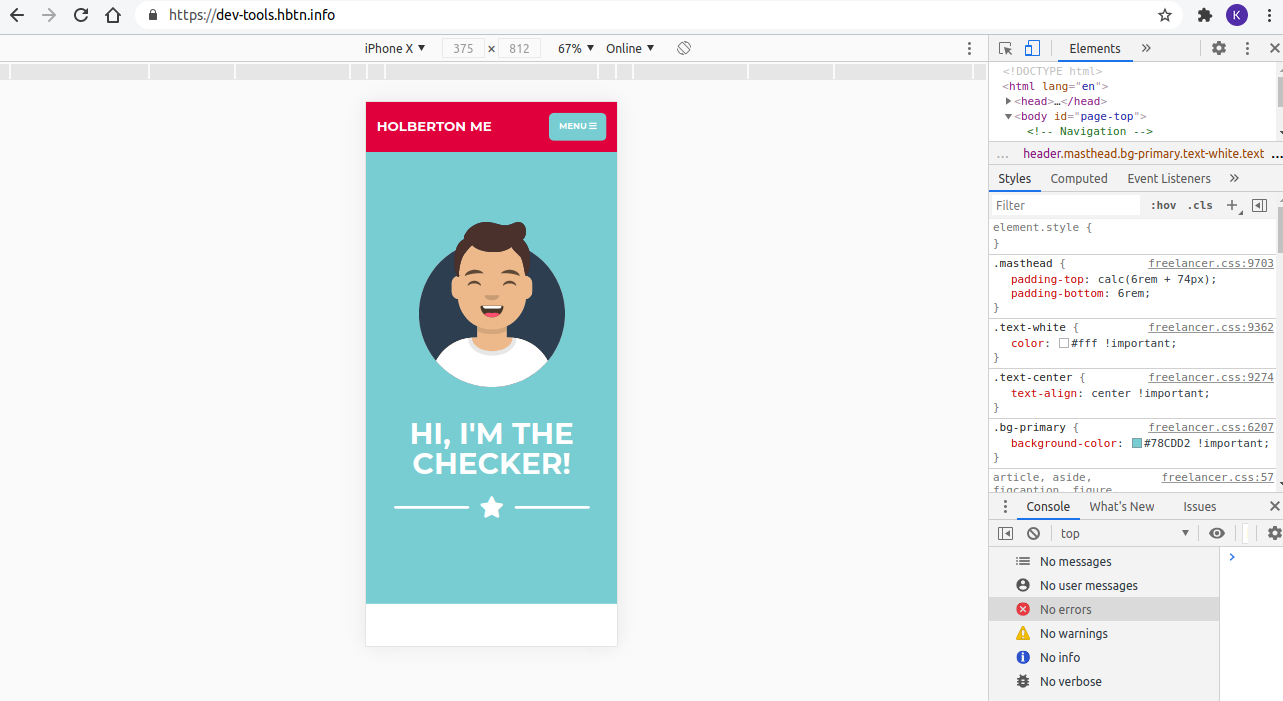 https://dev-tools.hbtn.info
K
iPhone X ▼ 375 × 812 67% ▼ Online ▼
Elements »
<!DOCTYPE html>
<html lang="en">
<head>…</head>
<body id="page-top">
<!-- Navigation -->
... header.masthead.bg-primary.text-white.text ...
Styles Computed Event Listeners »
Filter :hov .cls +
element.style {
}
.masthead { freelancer.css:9703
padding-top: calc(6rem + 74px);
padding-bottom: 6rem;
}
.text-white { freelancer.css:9362
color: #fff !important;
}
.text-center { freelancer.css:9274
text-align: center !important;
}
.bg-primary { freelancer.css:6207
background-color: #78CDD2 !important;
}
article, aside, freelancer.css:57
figcaption, figure
HOLBERTON ME MENU
HI, I'M THE
CHECKER!
Console What's New Issues
top ▼
No messages
No user messages
No errors
No warnings
No info
No verbose